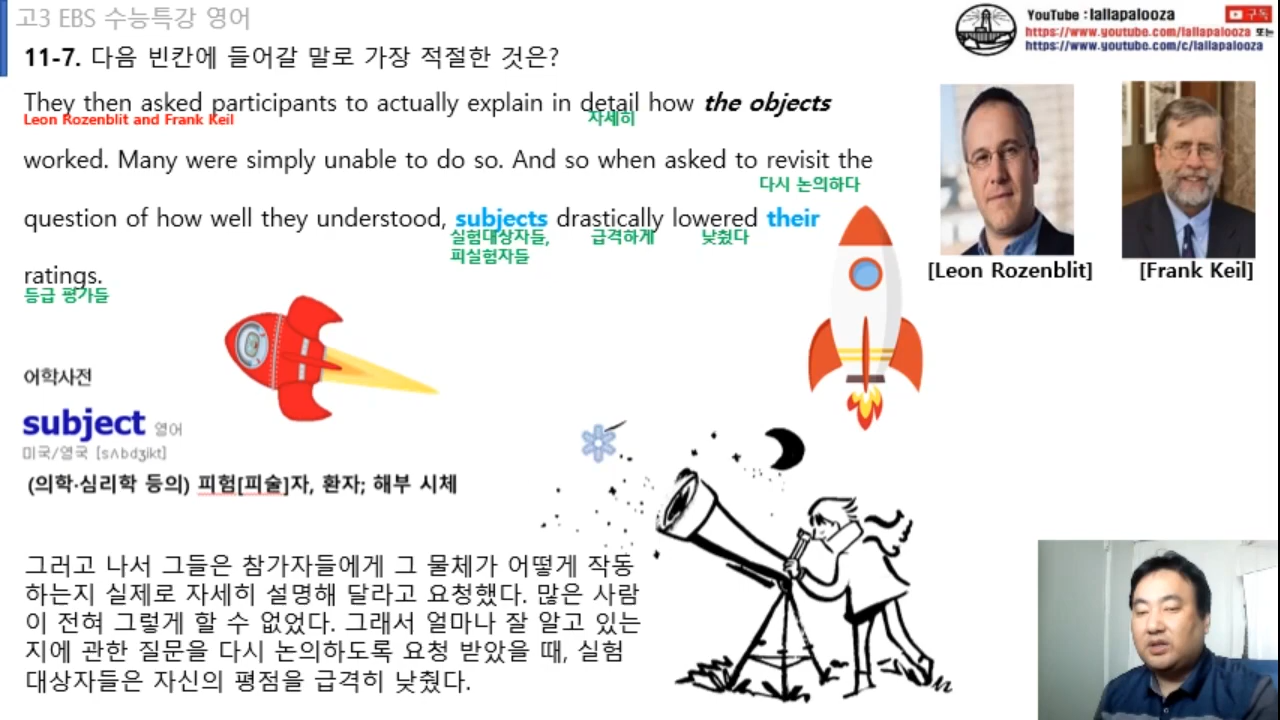 고3 EBS 수능특강 영어
YouTube : lallapalooza
구독
https://www.youtube.com/lallapalooza 또는
https://www.youtube.com/c/lallapalooza
11-7. 다음 빈칸에 들어갈 말로 가장 적절한 것은?
They then asked participants to actually explain in detail how the objects
Leon Rozenblit and Frank Keil
자세히
worked. Many were simply unable to do so. And so when asked to revisit the
다시 논의하다
question of how well they understood, subjects drastically lowered their
실험대상자들, 급격하게 낮췄다
피실험자들
ratings.
등급 평가들
[Leon Rozenblit] [Frank Keil]
어학사전
subject 영어
미국/영국 [sʌbdʒikt]
(의학·심리학 등의) 피험[피술]자, 환자; 해부 시체
그러고 나서 그들은 참가자들에게 그 물체가 어떻게 작동
하는지 실제로 자세히 설명해 달라고 요청했다. 많은 사람
이 전혀 그렇게 할 수 없었다. 그래서 얼마나 잘 알고 있는
지에 관한 질문을 다시 논의하도록 요청 받았을 때, 실험
대상자들은 자신의 평점을 급격히 낮췄다.